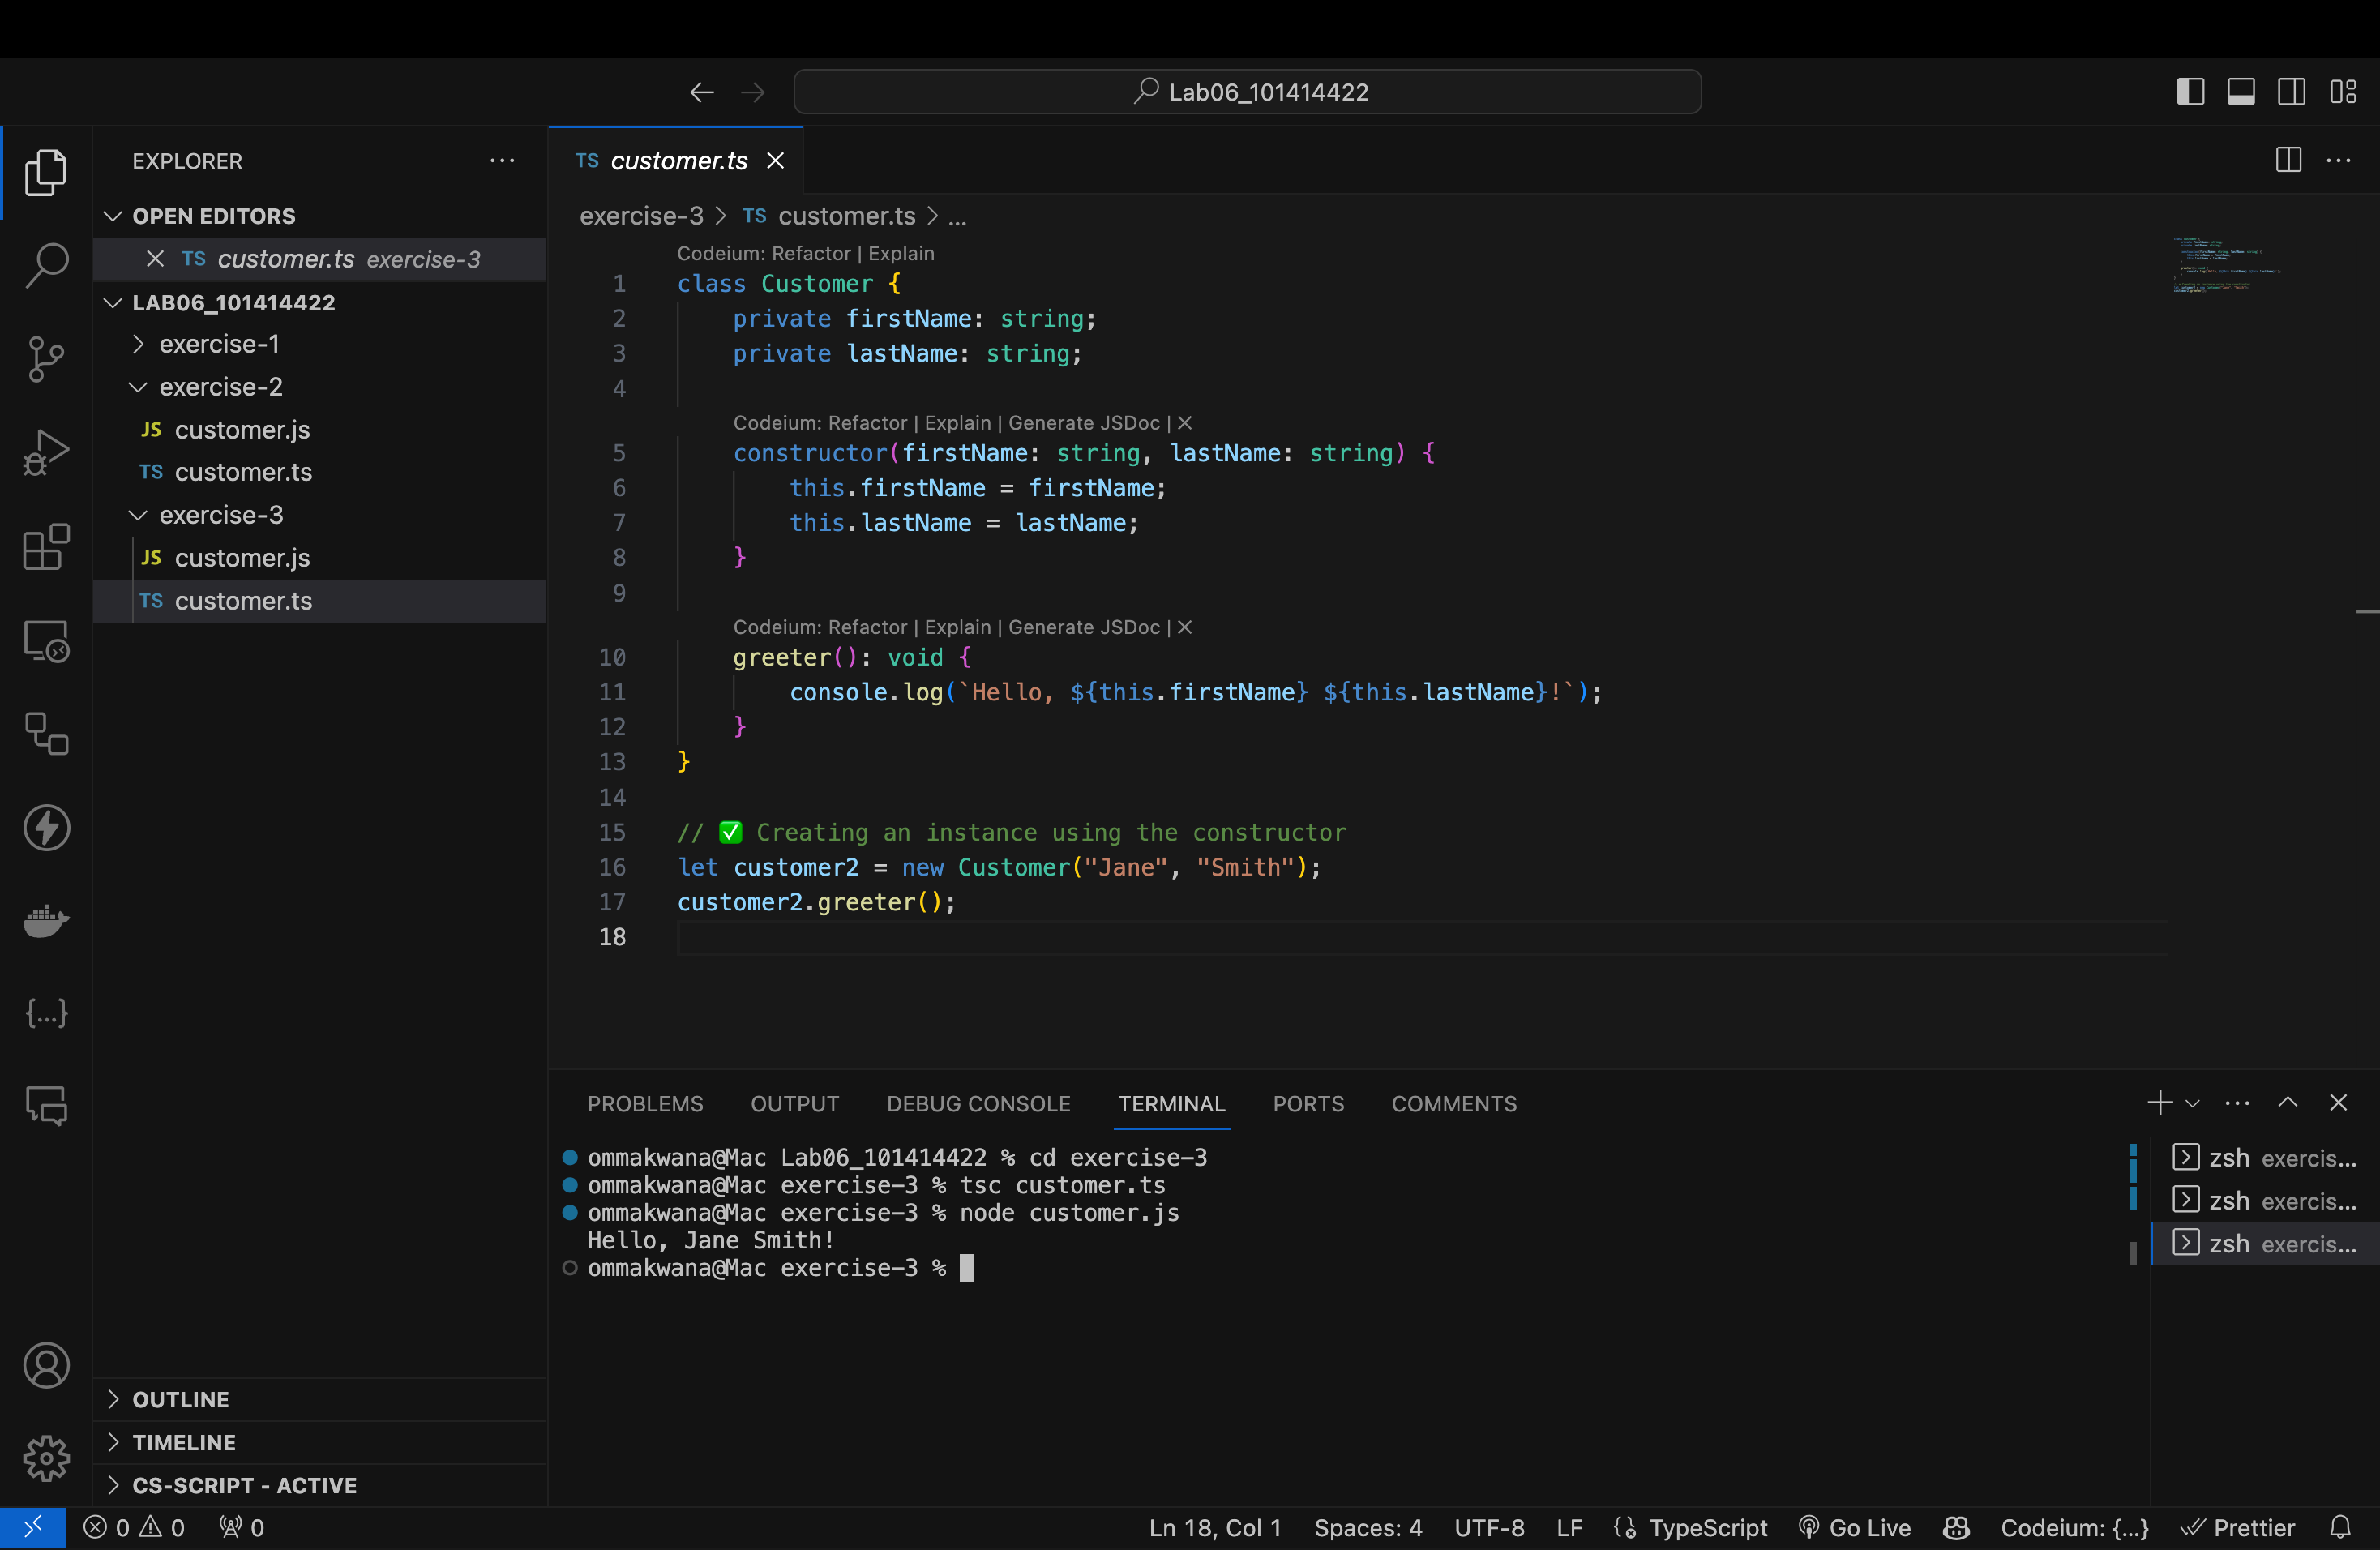 Lab06_101414422
EXPLORER
OPEN EDITORS
TS customer.ts exercise-3
LAB06_101414422
exercise-1
exercise-2
JS customer.js
TS customer.ts
exercise-3
JS customer.js
TS customer.ts
OUTLINE
TIMELINE
CS-SCRIPT - ACTIVE
TS customer.ts
exercise-3 > TS customer.ts > ...
Codeium: Refactor | Explain
1 class Customer {
2 private firstName: string;
3 private lastName: string;
4
Codeium: Refactor | Explain | Generate JSDoc | X
5 constructor(firstName: string, lastName: string) {
6 this.firstName = firstName;
7 this.lastName = lastName;
8 }
9
Codeium: Refactor | Explain | Generate JSDoc | X
10 greeter(): void {
11 console.log(`Hello, ${this.firstName} ${this.lastName}!`);
12 }
13 }
14
15 // ✅ Creating an instance using the constructor
16 let customer2 = new Customer("Jane", "Smith");
17 customer2.greeter();
18
PROBLEMS OUTPUT DEBUG CONSOLE TERMINAL PORTS COMMENTS
ommakwana@Mac Lab06_101414422 % cd exercise-3
ommakwana@Mac exercise-3 % tsc customer.ts
ommakwana@Mac exercise-3 % node customer.js
Hello, Jane Smith!
ommakwana@Mac exercise-3 %
zsh exercis...
zsh exercis...
zsh exercis...
0 0 0 Ln 18, Col 1 Spaces: 4 UTF-8 LF TypeScript Go Live Codeium: {...} Prettier